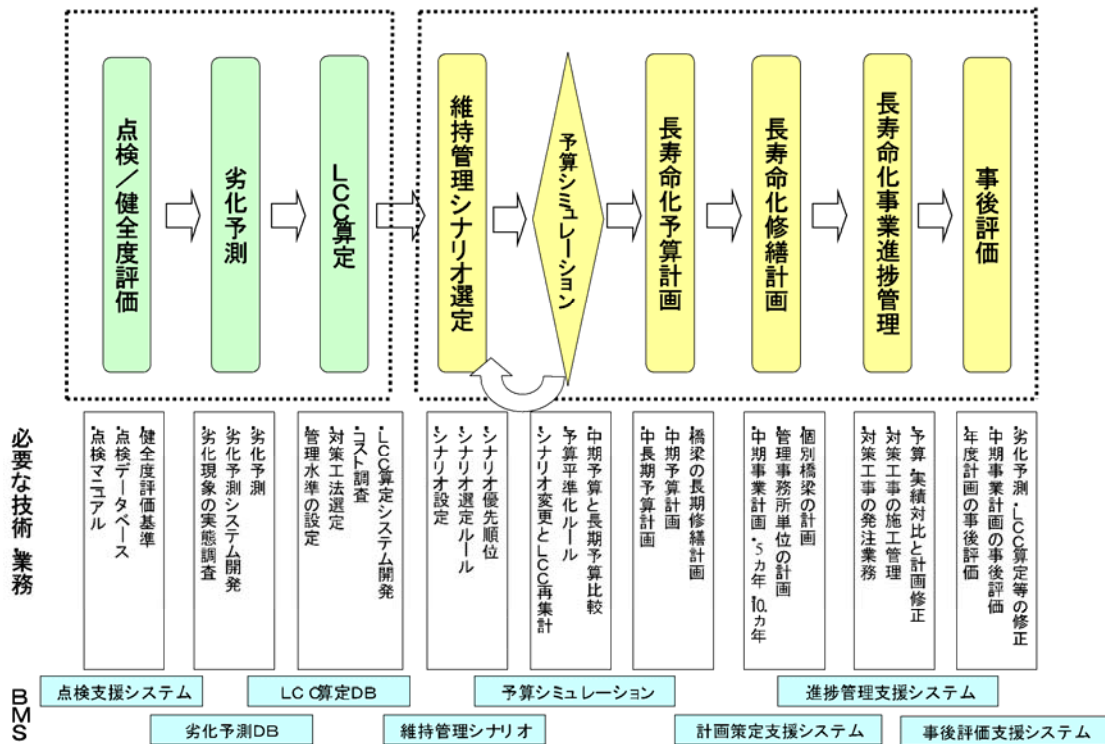 点検／健全度評価
劣化予測
LCC算定
維持管理シナリオ選定
予算シミュレーション
長寿命化予算計画
長寿命化修繕計画
長寿命化事業進捗管理
事後評価
必要な技術・業務
健全度評価基準
点検データベース
点検マニュアル
劣化予測
劣化予測システム開発
劣化現象の実態調査
LCC算定システム開発
コスト調査
対策工法選定
管理水準の設定
シナリオ優先順位
シナリオ選定ルール
シナリオ設定
中期予算と長期予算比較
予算平準化ルール
シナリオ変更とLCC再集計
橋梁の長期修繕計画
中期予算計画
中長期予算計画
個別橋梁の計画
管理事務所単位の計画
中期事業計画・5ヵ年・10ヵ年
予算・実績対比と計画修正
対策工事の施工管理
対策工事の発注業務
劣化予測・LCC算定等の修正
中期事業計画の事後評価
年度計画の事後評価
BMS
点検支援システム
劣化予測DB
LCC算定DB
維持管理シナリオ
予算シミュレーション
計画策定支援システム
進捗管理支援システム
事後評価支援システム